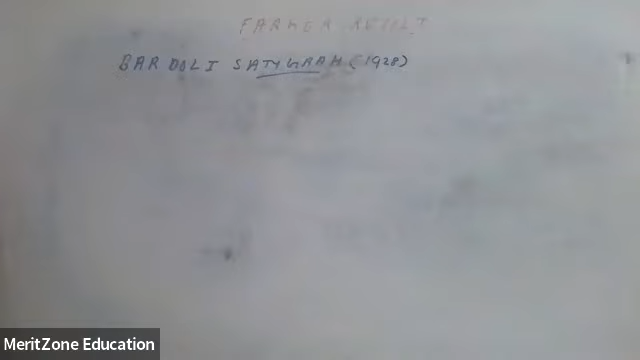 FARMER REVOLT
BARDOLI SATYGRAH (1928)
MeritZone Education